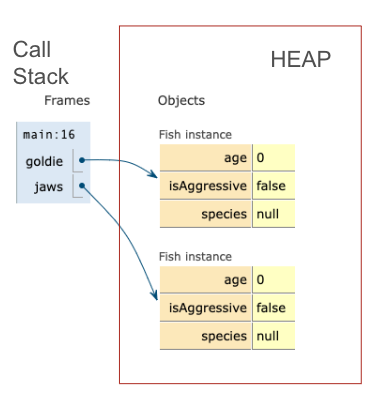 Call
Stack
HEAP
Frames
Objects
main:16
goldie
jaws
Fish instance
age 0
isAggressive false
species null
Fish instance
age 0
isAggressive false
species null